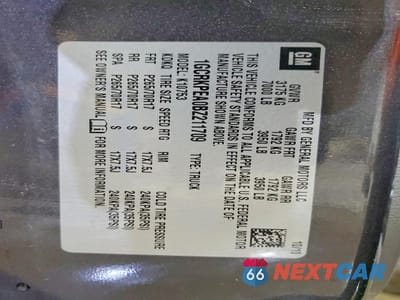 GM
MFD BY GENERAL MOTORS LLC
10/10
GVWR GAWR FRT GAWR RR
3175 KG 1792 KG 1792 KG
7000 LB 3950 LB 3950 LB
THIS VEHICLE CONFORMS TO ALL APPLICABLE U.S. FEDERAL MOTOR
VEHICLE SAFETY STANDARDS IN EFFECT ON THE DATE OF
MANUFACTURE SHOWN ABOVE.
1GCRKPEA0BZ211709 TYPE: TRUCK
MODEL: K10753
TIRE SIZE SPEED RTG RIM COLD TIRE PRESSURE
FRT P265/70R17 S 17X7.5J 240KPA(35PSI)
RR P265/70R17 S 17X7.5J 240KPA(35PSI)
SPA P265/70R17 S 17X7.5J 240KPA(35PSI)
SEE OWNER'S MANUAL FOR MORE INFORMATION.
66 NEXTCAR